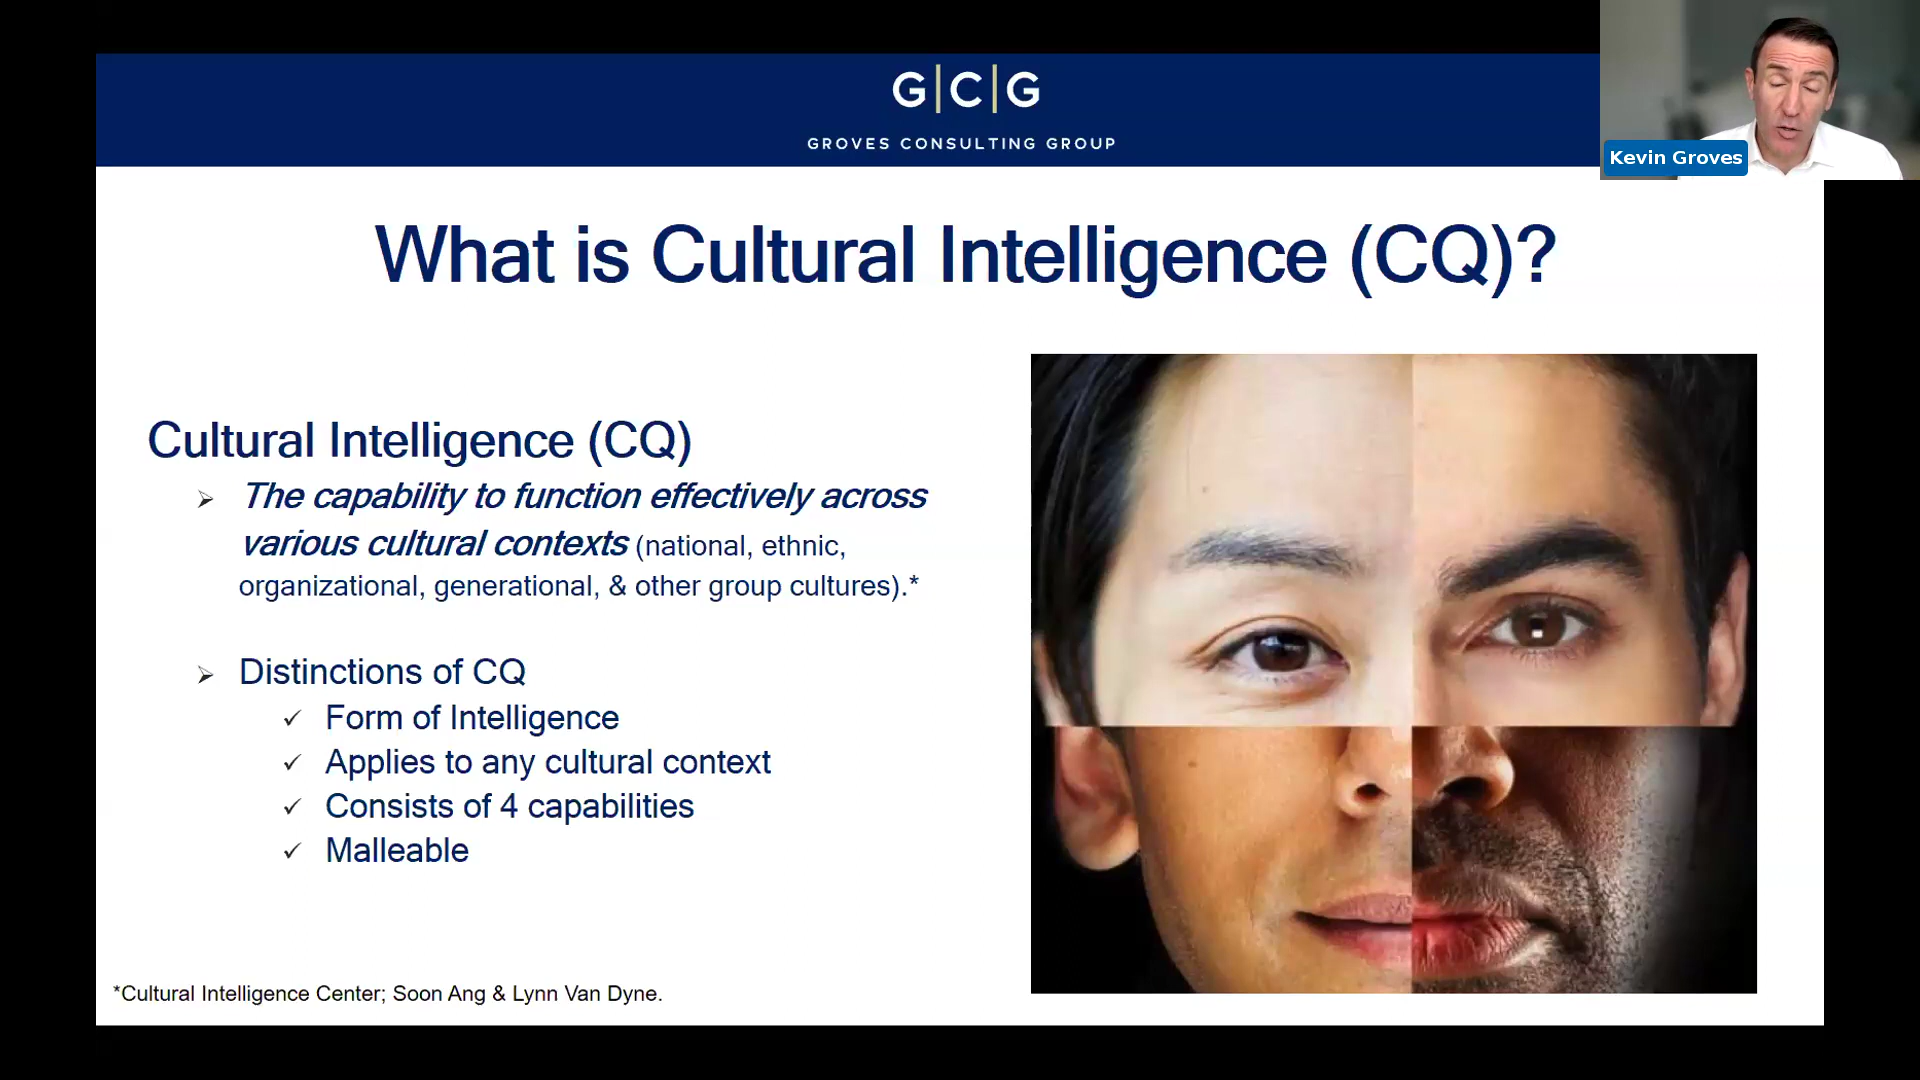 G|C|G
GROVES CONSULTING GROUP
Kevin Groves
What is Cultural Intelligence (CQ)?
Cultural Intelligence (CQ)
➢ The capability to function effectively across
various cultural contexts (national, ethnic,
organizational, generational, & other group cultures).*
➢ Distinctions of CQ
✓ Form of Intelligence
✓ Applies to any cultural context
✓ Consists of 4 capabilities
✓ Malleable
*Cultural Intelligence Center; Soon Ang & Lynn Van Dyne.